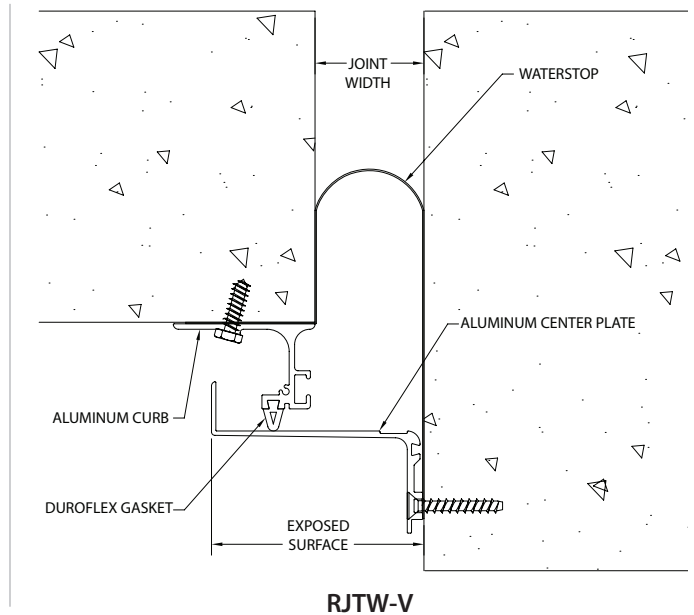 JOINT
WIDTH
WATERSTOP
ALUMINUM CENTER PLATE
ALUMINUM CURB
DUROFLEX GASKET
EXPOSED
SURFACE
RJTW-V